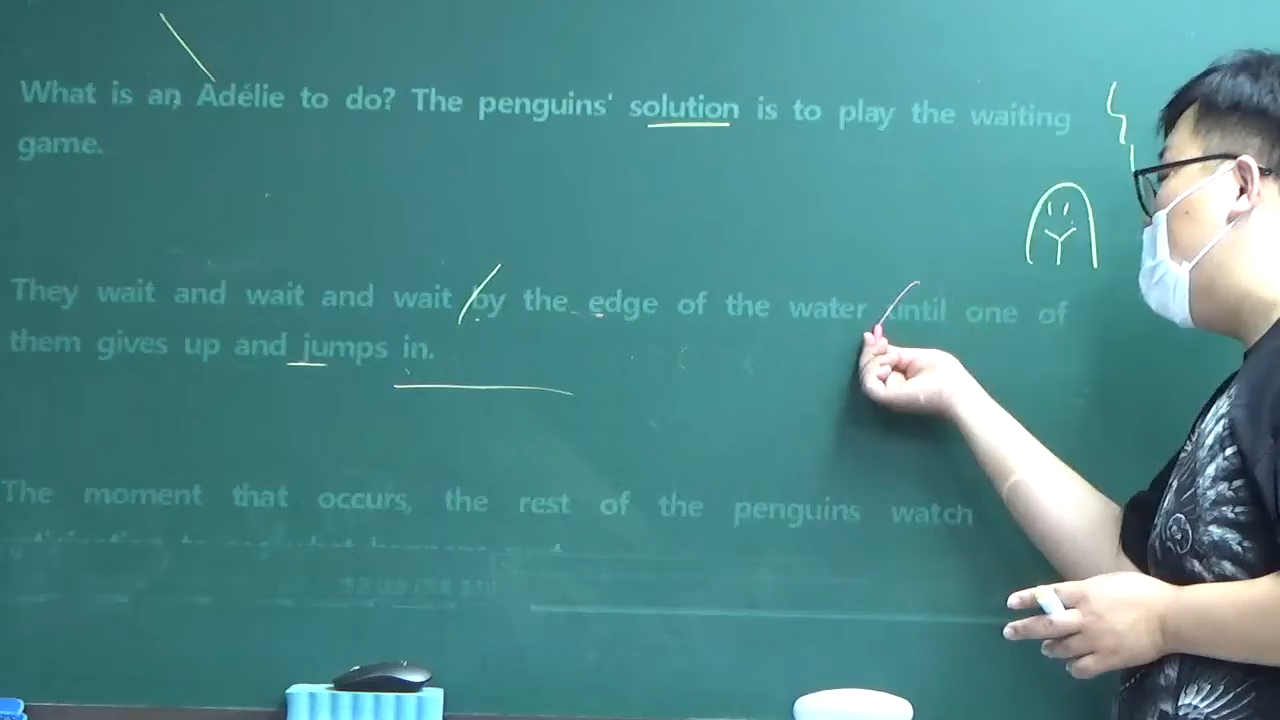 What is an Adélie to do? The penguins' solution is to play the waiting
game.
They wait and wait and wait by the edge of the water until one of
them gives up and jumps in.
The moment that occurs, the rest of the penguins watch